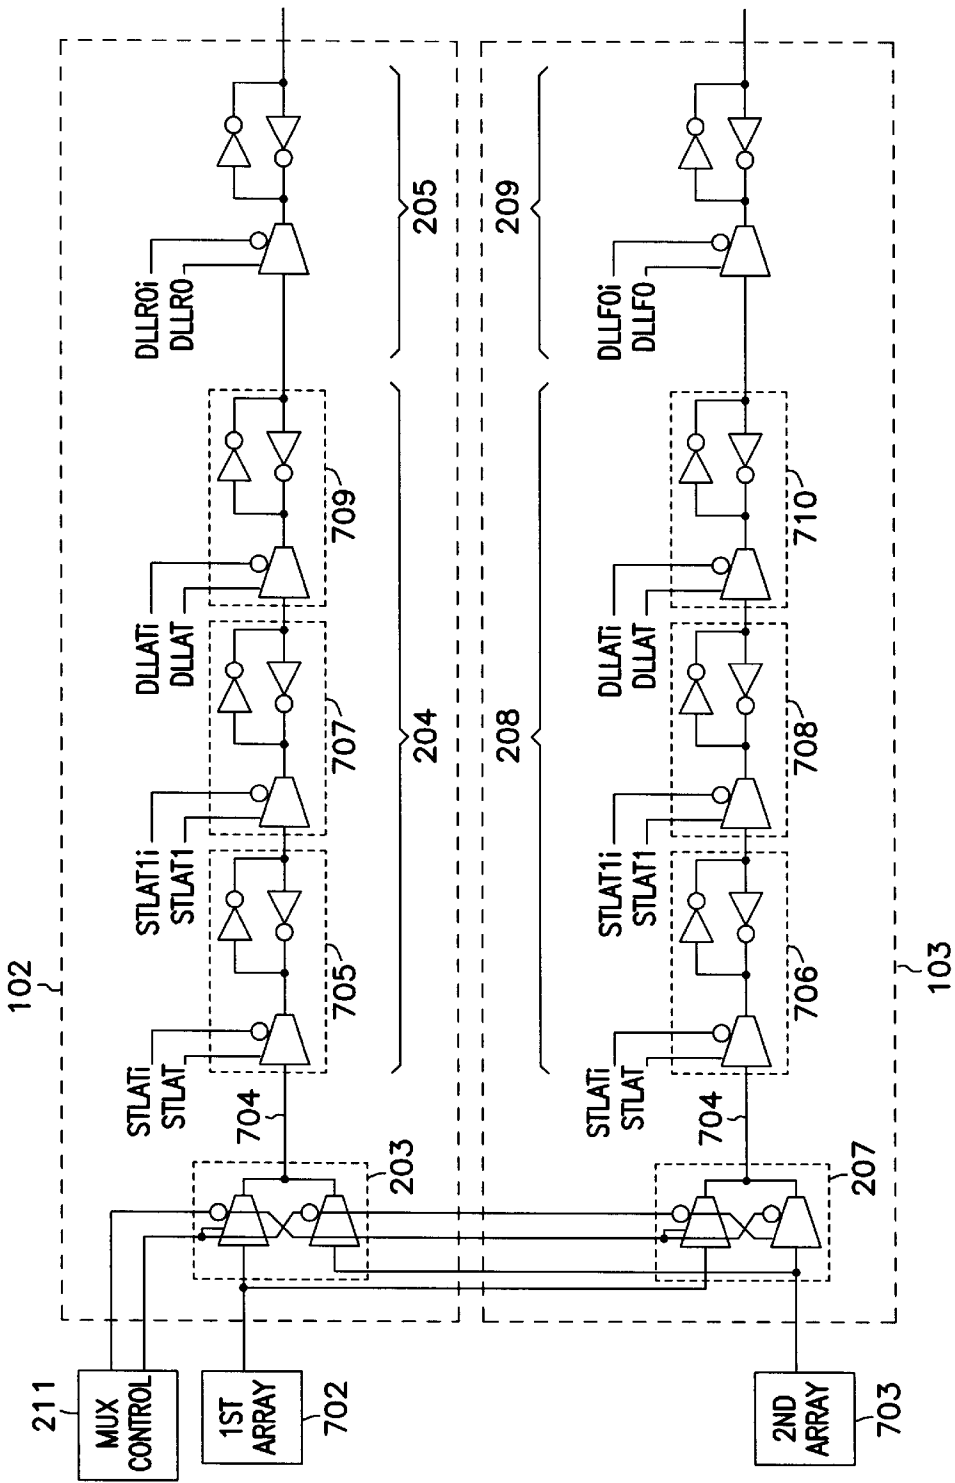 102
DLLR0i
DLLR0
205
DLLATi
DLLAT
709
STLAT1i
STLAT1
707
204
STLATi
STLAT
705
704
203
211
MUX
CONTROL
1ST
ARRAY
702
209
DLLF0i
DLLF0
DLLATi
DLLAT
710
208
STLAT1i
STLAT1
708
STLATi
STLAT
706
704
207
103
2ND
ARRAY
703